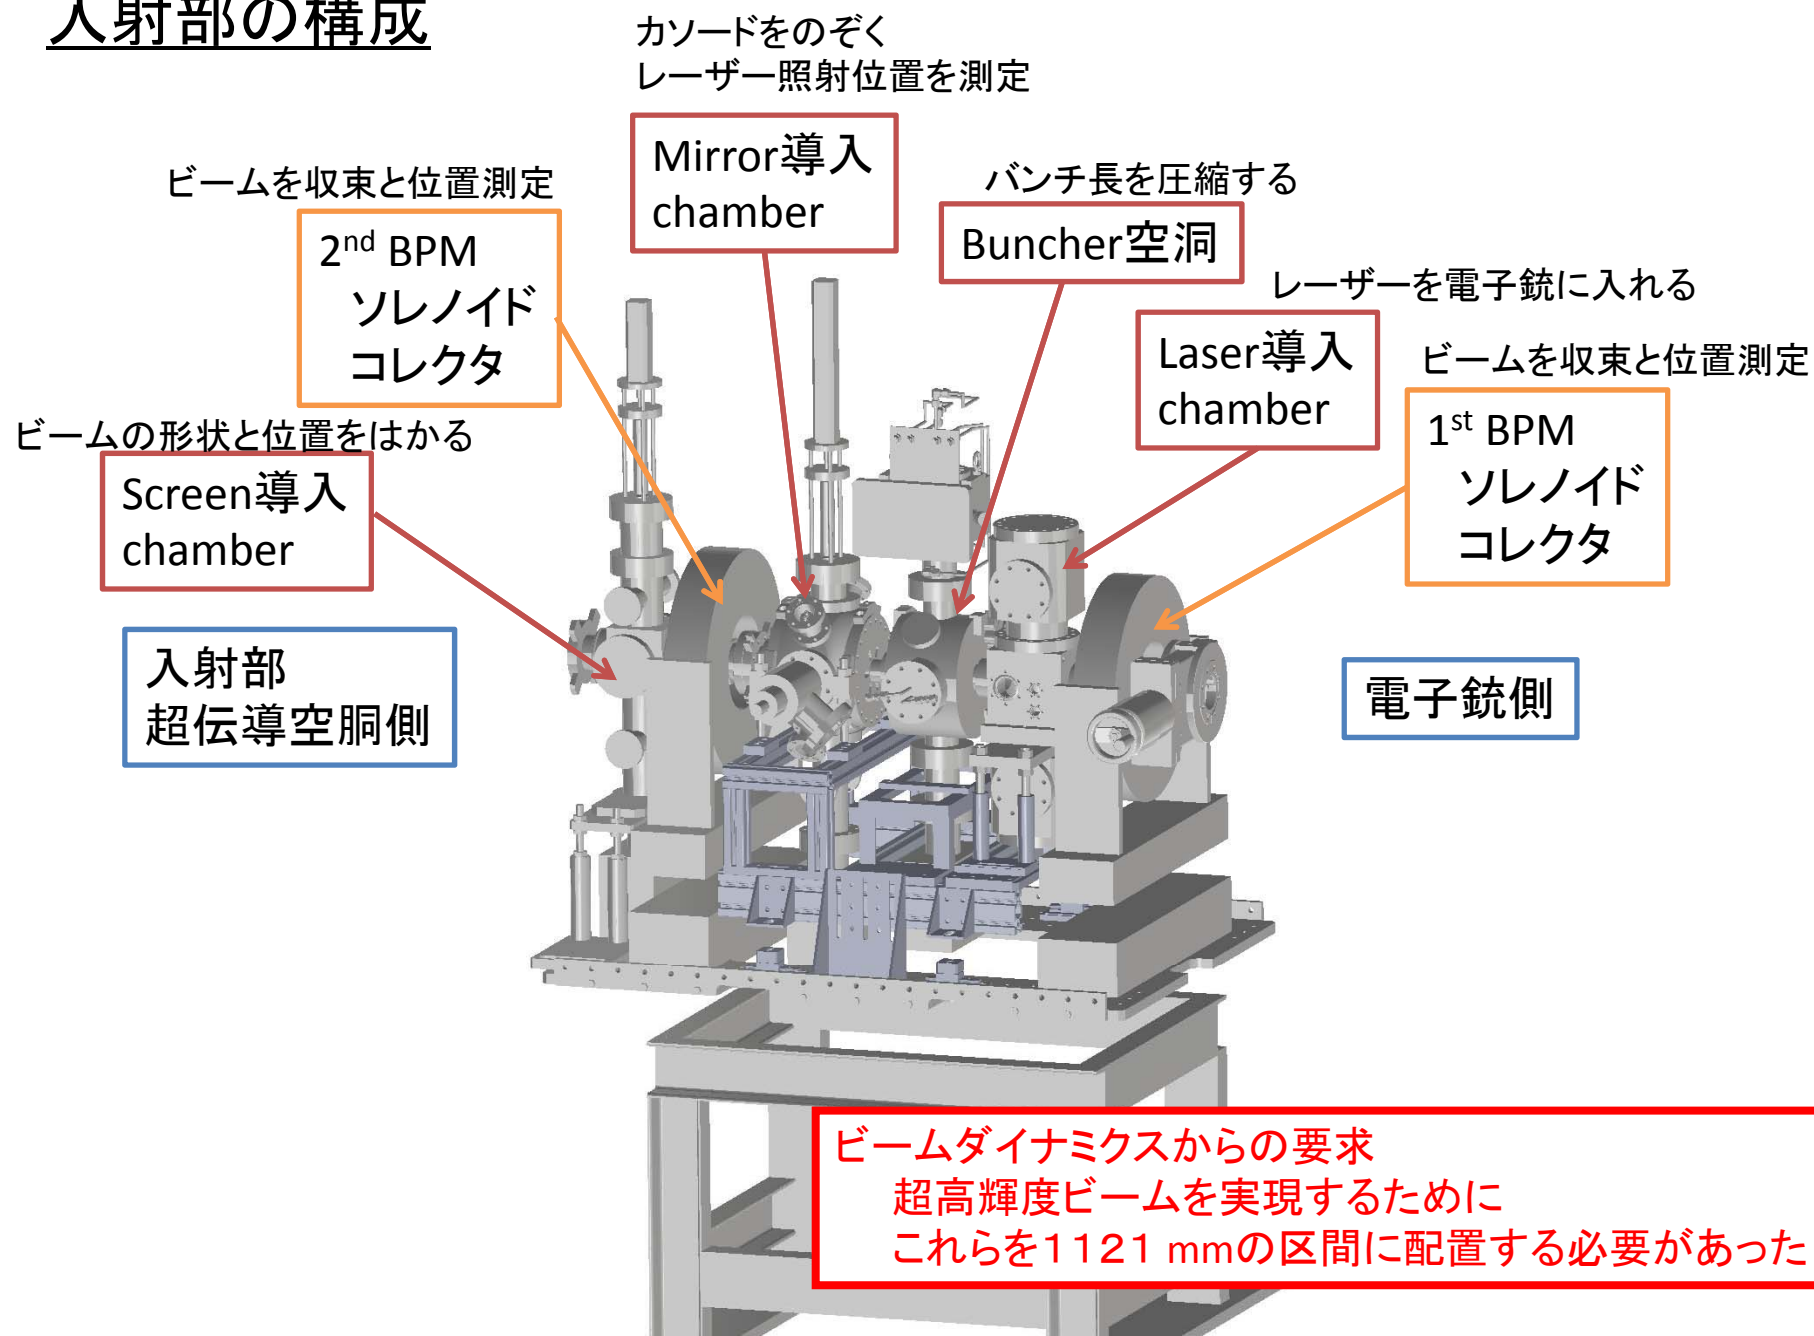 入射部の構成
カソードをのぞく
レーザー照射位置を測定
Mirror導入
chamber
ビームを収束と位置測定
2nd BPM
ソレノイド
コレクタ
バンチ長を圧縮する
Buncher空洞
レーザーを電子銃に入れる
Laser導入
chamber
ビームを収束と位置測定
1st BPM
ソレノイド
コレクタ
ビームの形状と位置をはかる
Screen導入
chamber
入射部
超伝導空胴側
電子銃側
ビームダイナミクスからの要求
超高輝度ビームを実現するために
これらを1121 mmの区間に配置する必要があった